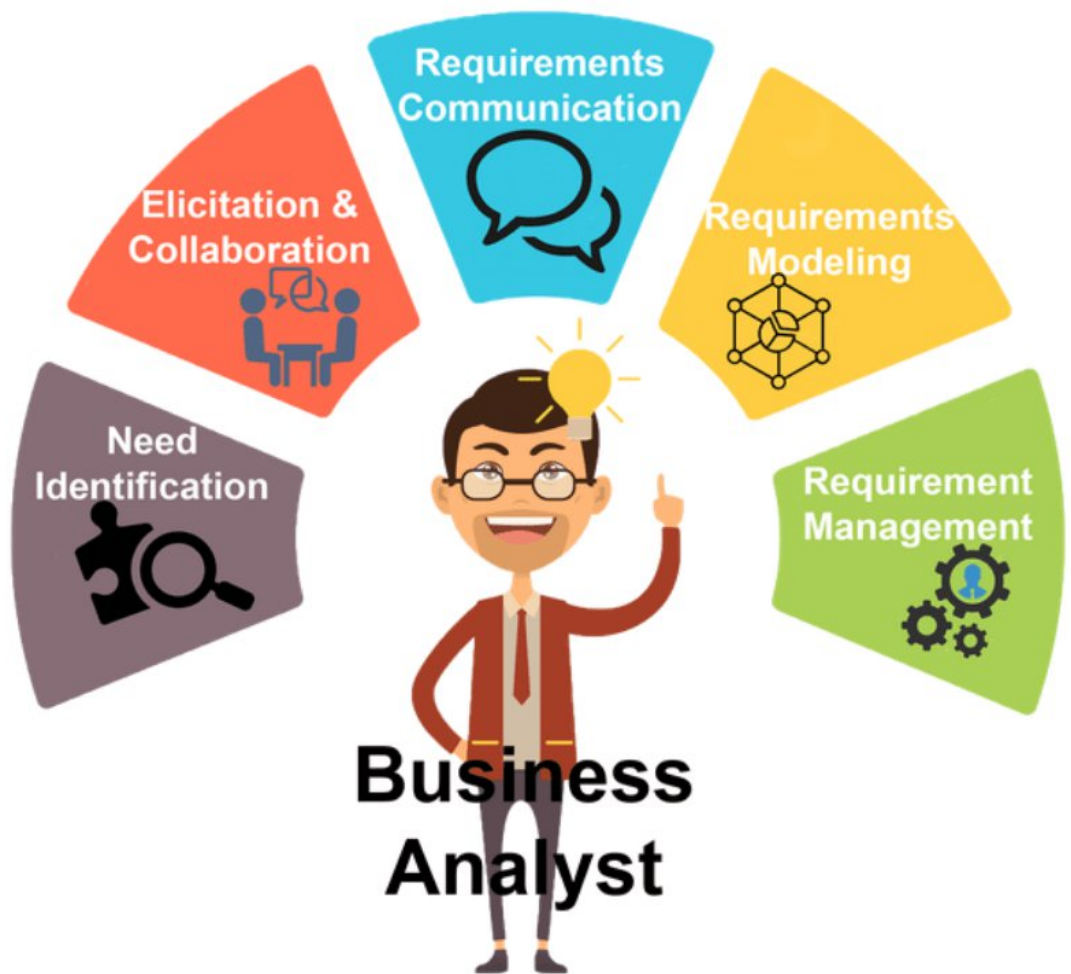 Requirements
Communication
Elicitation &
Collaboration
Requirements
Modeling
Need
Identification
Requirement
Management
Business
Analyst